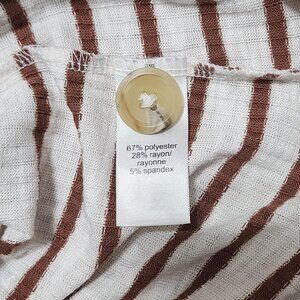 67% polyester
28% rayon/
rayonne
5% spandex